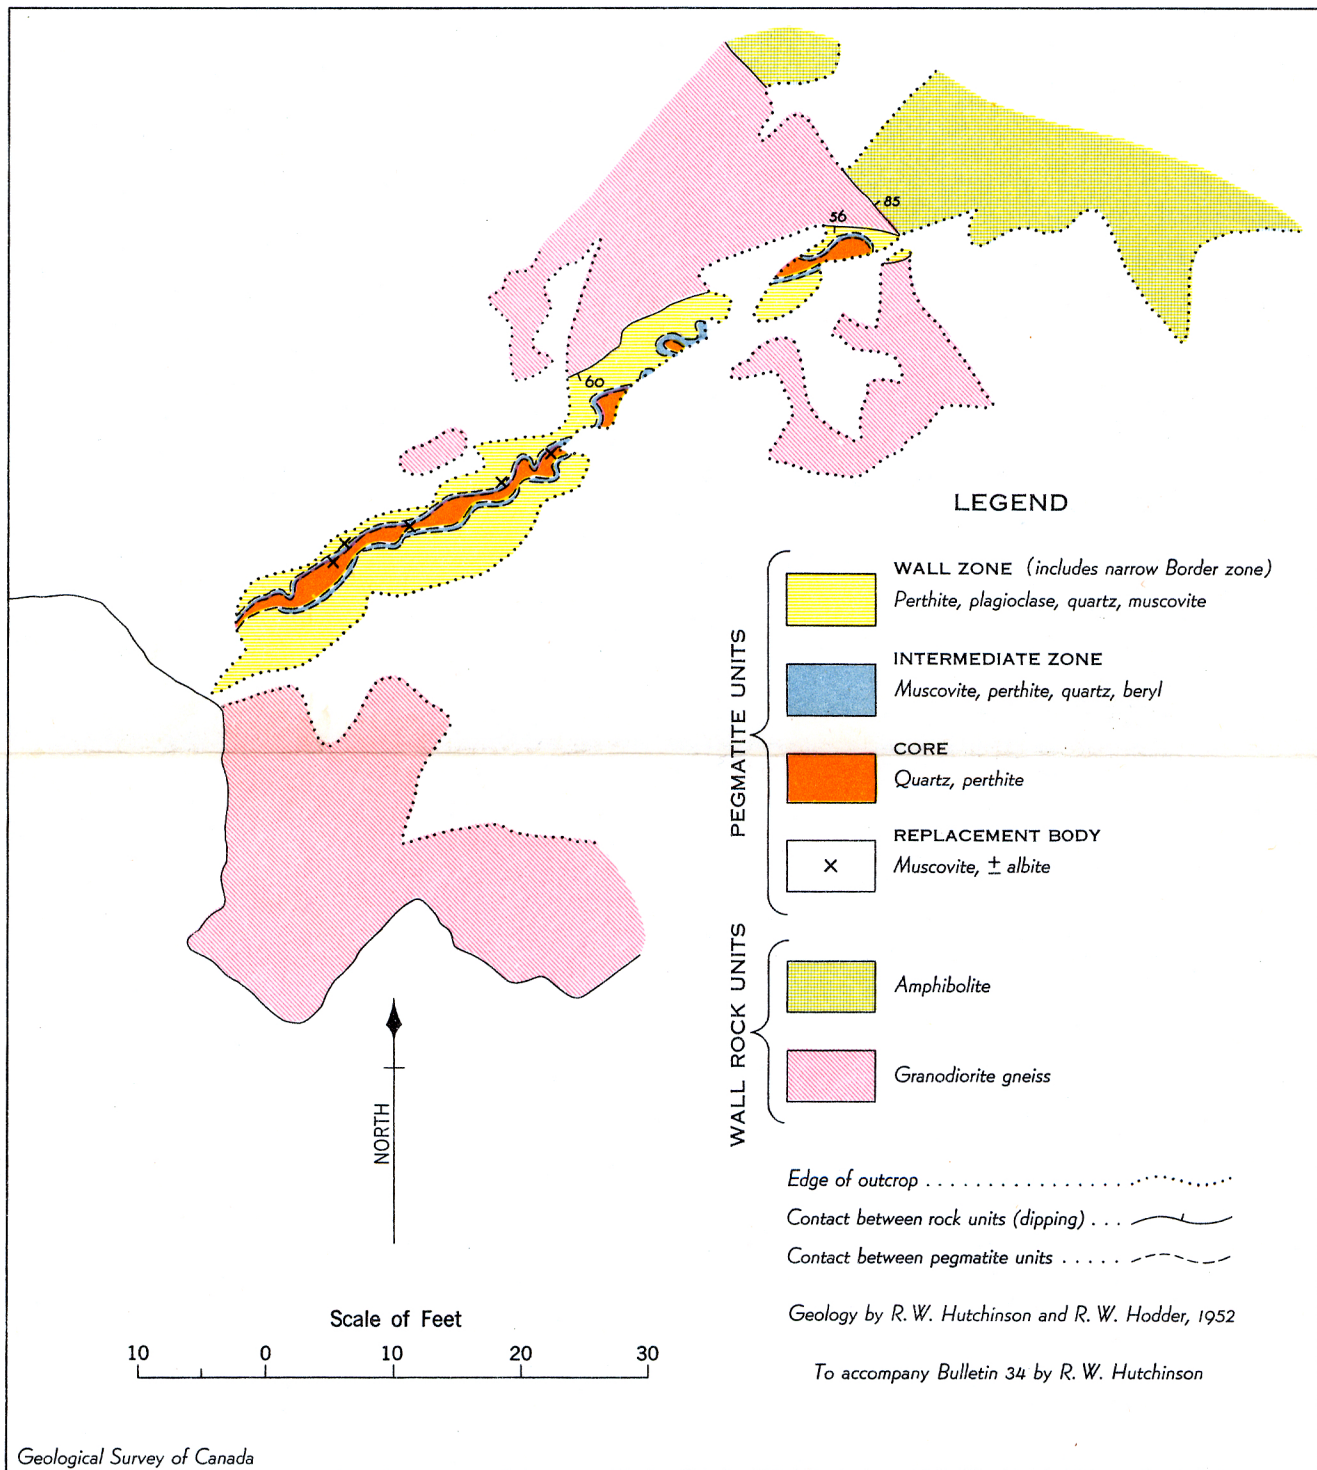 85
56
60
LEGEND
PEGMATITE UNITS
WALL ZONE (includes narrow Border zone)
Perthite, plagioclase, quartz, muscovite
INTERMEDIATE ZONE
Muscovite, perthite, quartz, beryl
CORE
Quartz, perthite
REPLACEMENT BODY
Muscovite, ± albite
WALL ROCK UNITS
Amphibolite
Granodiorite gneiss
NORTH
Edge of outcrop . . . . . . . . . . . . . . . . .
Contact between rock units (dipping) . . .
Contact between pegmatite units . . . . .
Geology by R. W. Hutchinson and R. W. Hodder, 1952
To accompany Bulletin 34 by R. W. Hutchinson
Scale of Feet
10 0 10 20 30
Geological Survey of Canada